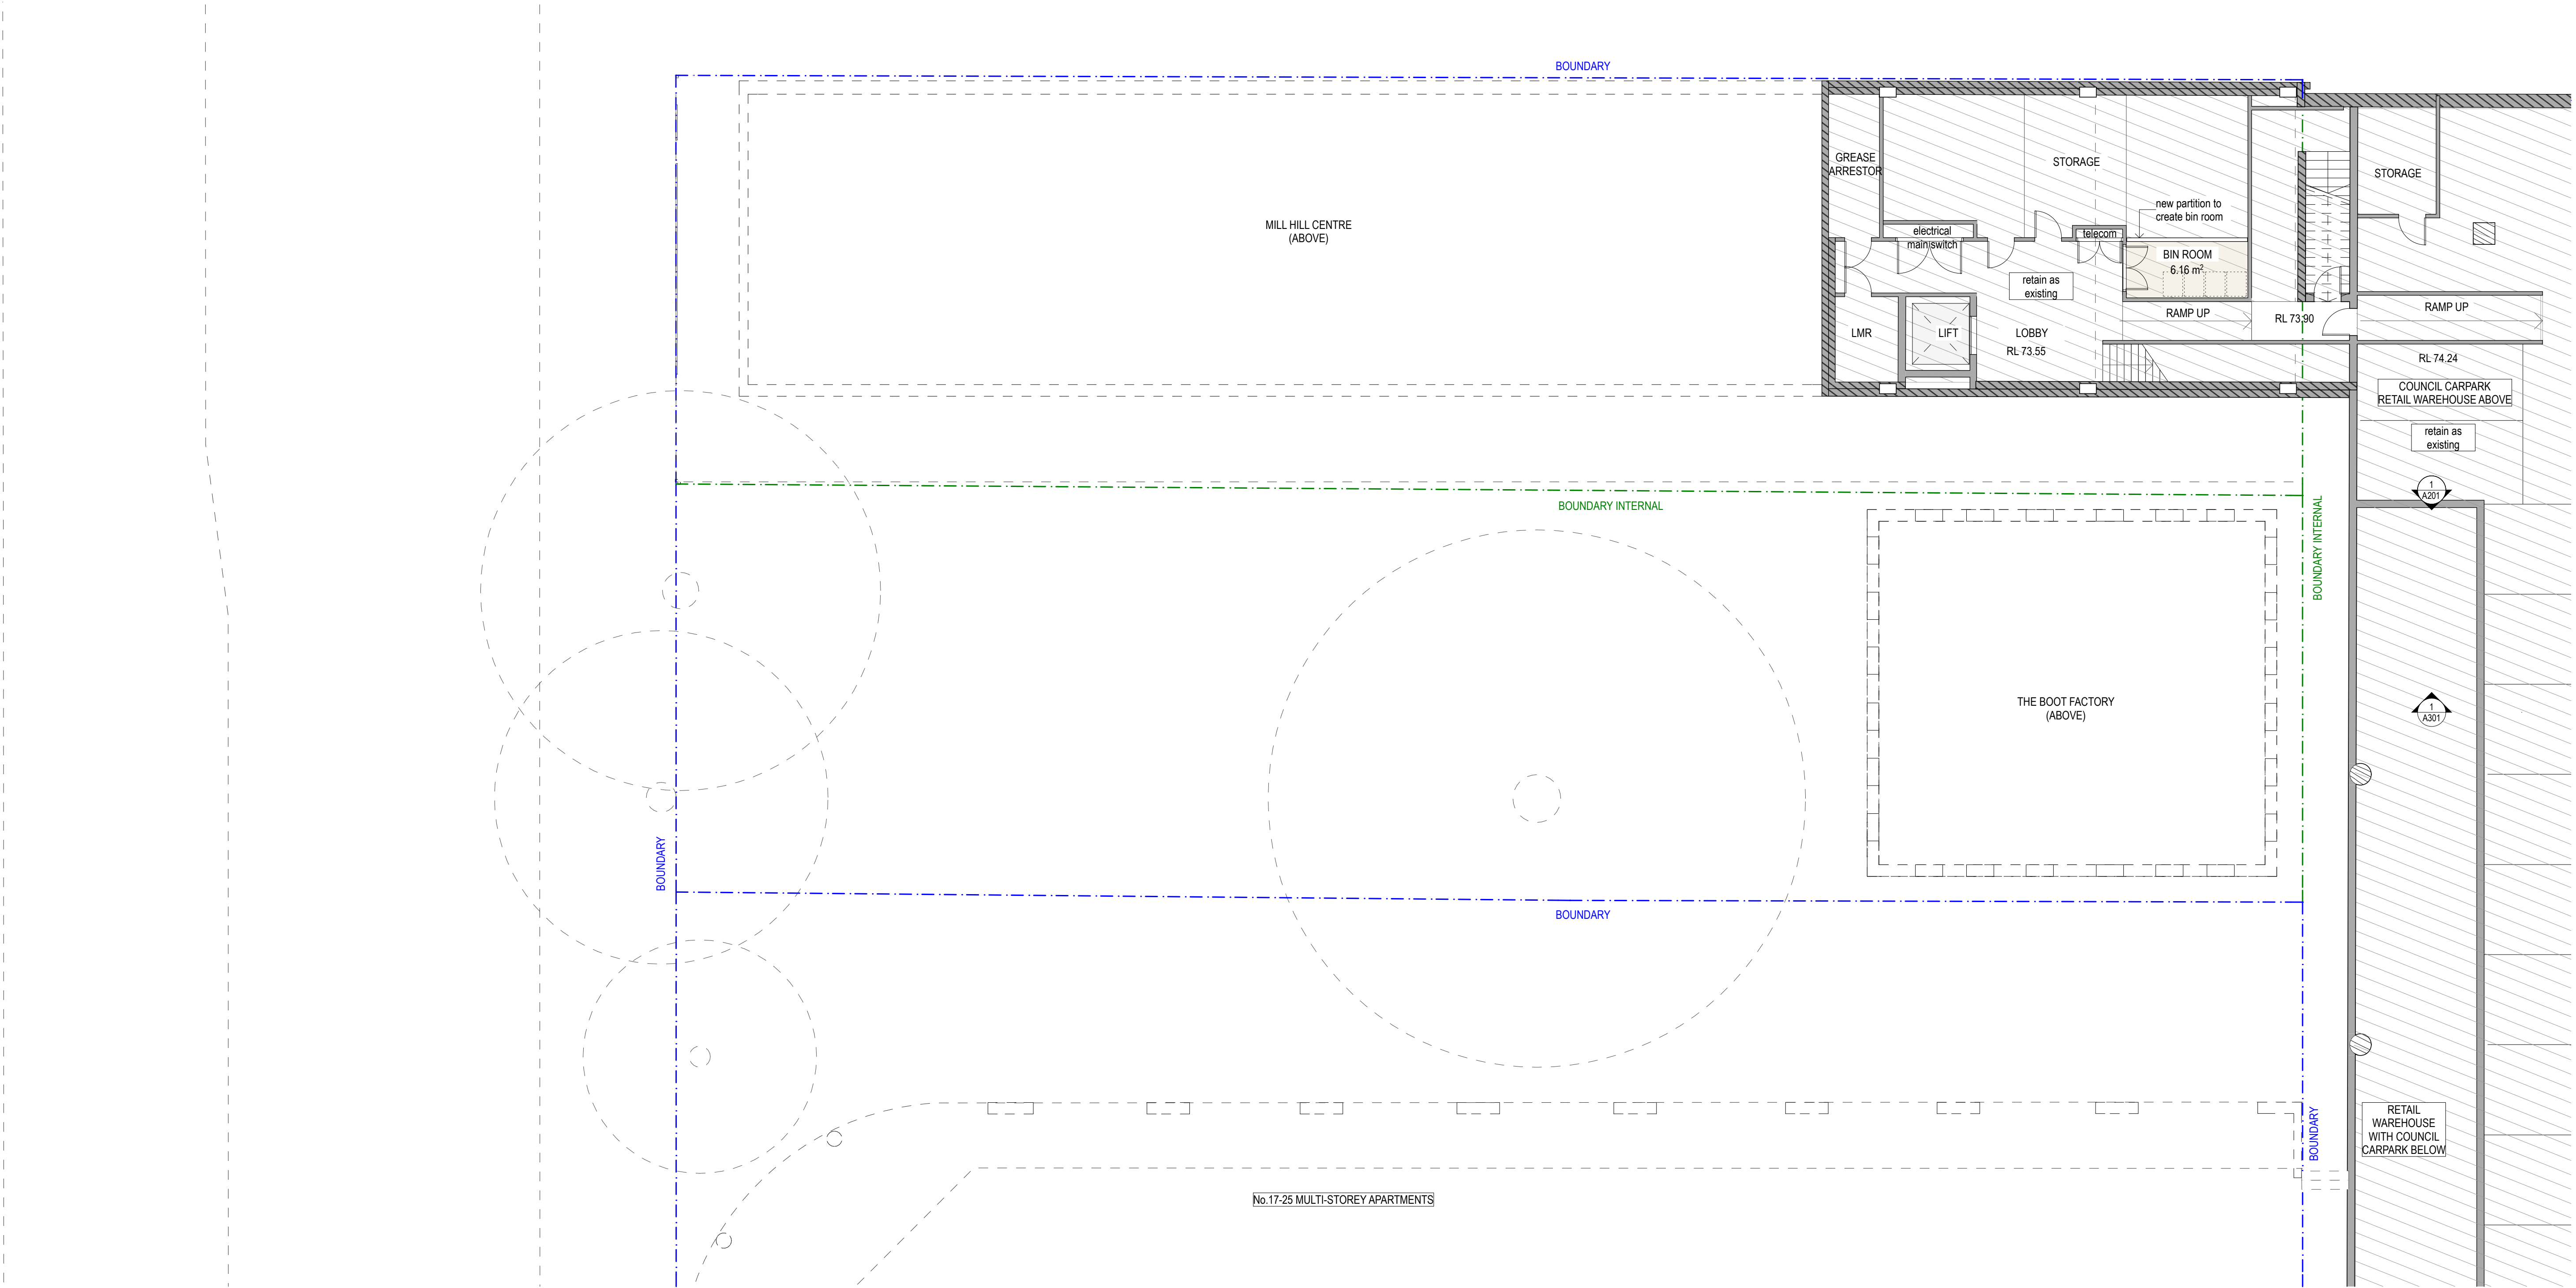 BOUNDARY
MILL HILL CENTRE
(ABOVE)
GREASE
ARRESTOR
STORAGE
STORAGE
new partition to
create bin room
electrical
main switch
telecom
BIN ROOM
6.16 m²
retain as
existing
LMR
LIFT
LOBBY
RL 73.55
RAMP UP
RL 73.90
RAMP UP
RL 74.24
COUNCIL CARPARK
RETAIL WAREHOUSE ABOVE
retain as
existing
1
A201
BOUNDARY INTERNAL
BOUNDARY INTERNAL
THE BOOT FACTORY
(ABOVE)
1
A301
BOUNDARY
BOUNDARY
BOUNDARY
RETAIL
WAREHOUSE
WITH COUNCIL
CARPARK BELOW
No.17-25 MULTI-STOREY APARTMENTS